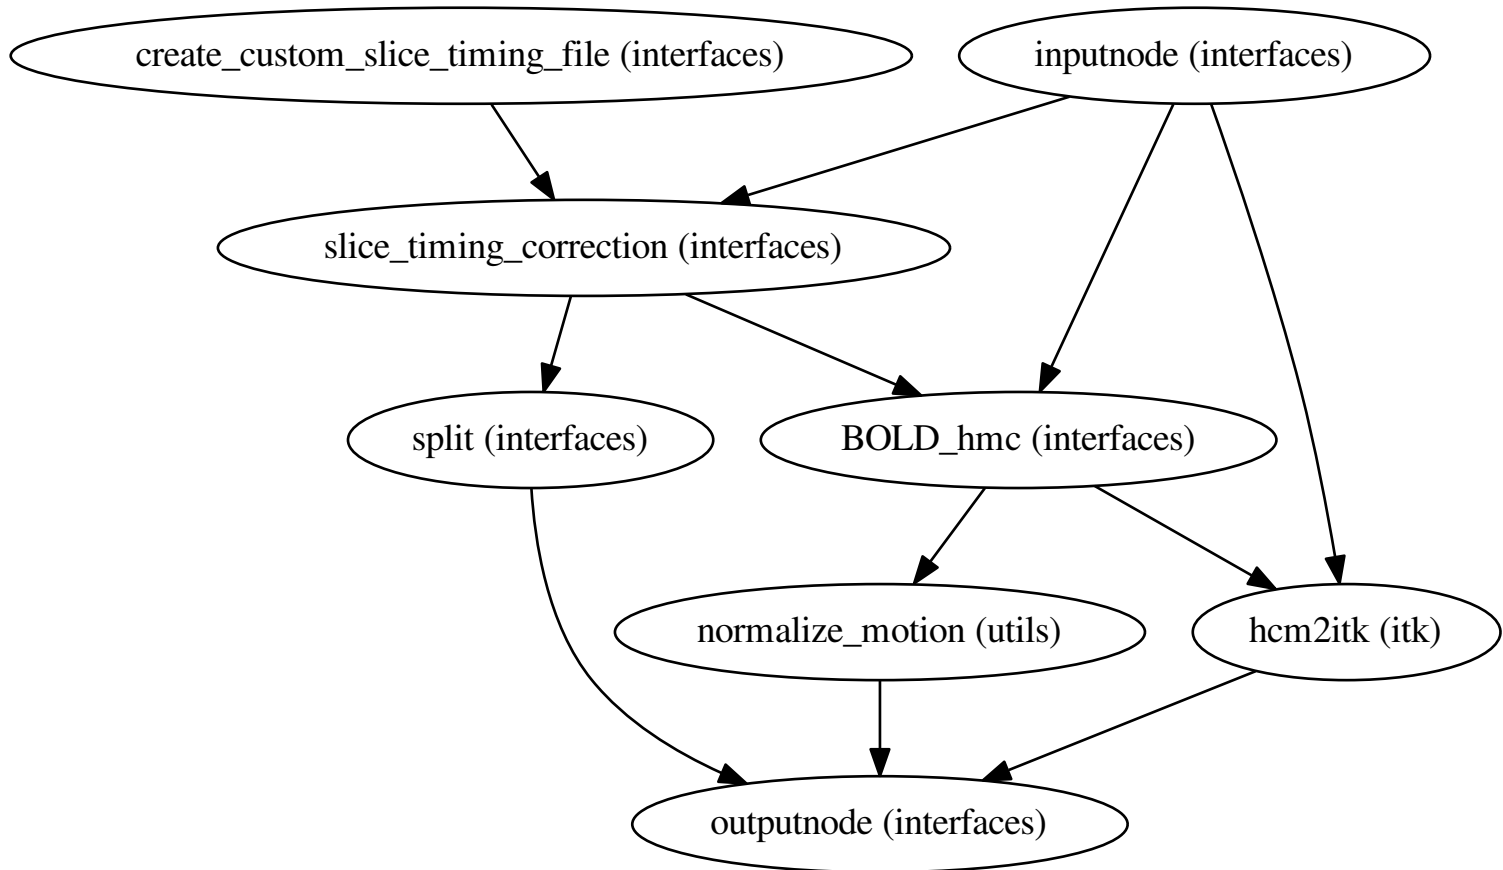 create_custom_slice_timing_file (interfaces)
inputnode (interfaces)
slice_timing_correction (interfaces)
split (interfaces)
BOLD_hmc (interfaces)
normalize_motion (utils)
hcm2itk (itk)
outputnode (interfaces)